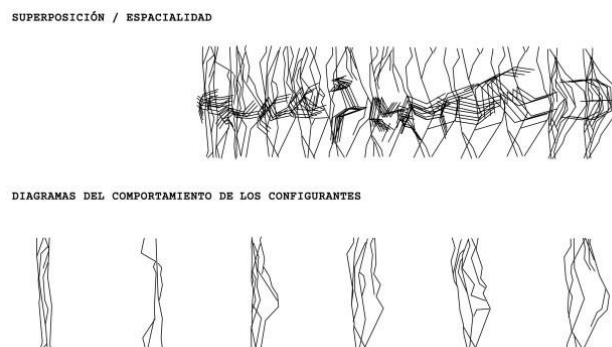 SUPERPOSICIÓN / ESPACIALIDAD
DIAGRAMAS DEL COMPORTAMIENTO DE LOS CONFIGURANTES